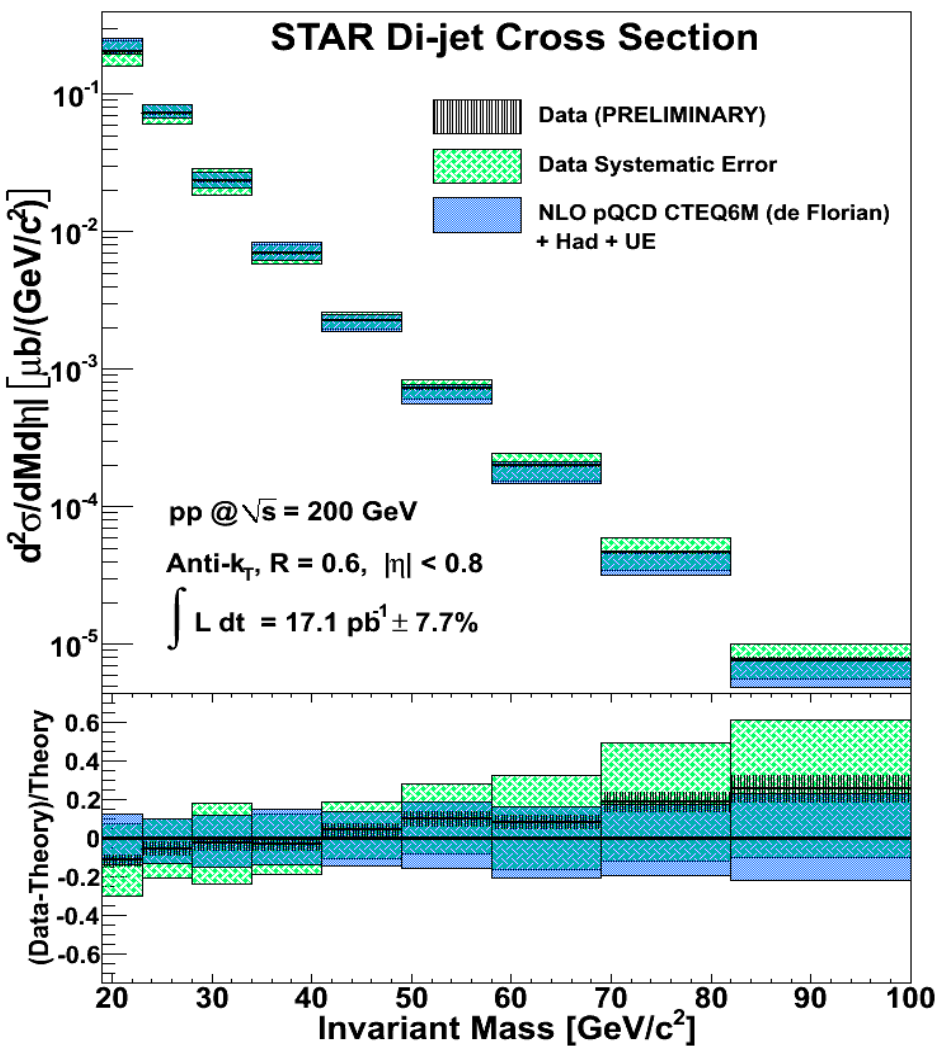 STAR Di-jet Cross Section
Data (PRELIMINARY)
Data Systematic Error
NLO pQCD CTEQ6M (de Florian)
+ Had + UE
d²σ/dMd|η| [μb/(GeV/c²)]
10⁻¹
10⁻²
10⁻³
10⁻⁴
10⁻⁵
pp @ √s = 200 GeV
Anti-k_T, R = 0.6, |η| < 0.8
∫ L dt = 17.1 pb⁻¹ ± 7.7%
(Data-Theory)/Theory
0.6
0.4
0.2
0
-0.2
-0.4
-0.6
20 30 40 50 60 70 80 90 100
Invariant Mass [GeV/c²]